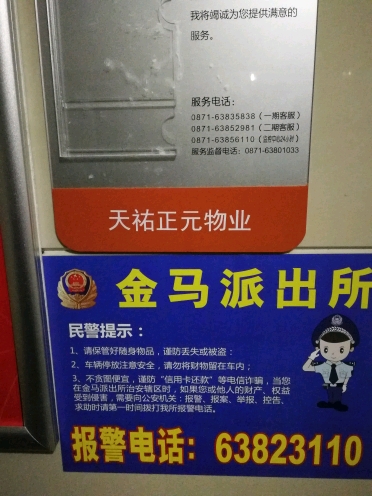 我将竭诚为您提供满意的
服务。
服务电话：
0871-63835838（一期客服）
0871-63852981（二期客服）
0871-63856110（监控中心24小时）
服务监督电话：0871-63801033
天祐正元物业
金马派出所
民警提示：
1、请保管好随身物品，谨防丢失或被盗；
2、车辆停放注意安全，请勿将财物留在车内；
3、不贪图便宜，谨防“信用卡还款”等电信诈骗，当您
在金马派出所治安辖区时，如果您或他人的财产、权益
受到侵害，需要向公安机关：报警、报案、举报、控告、
求助时请第一时间拨打我所报警电话。
报警电话：63823110